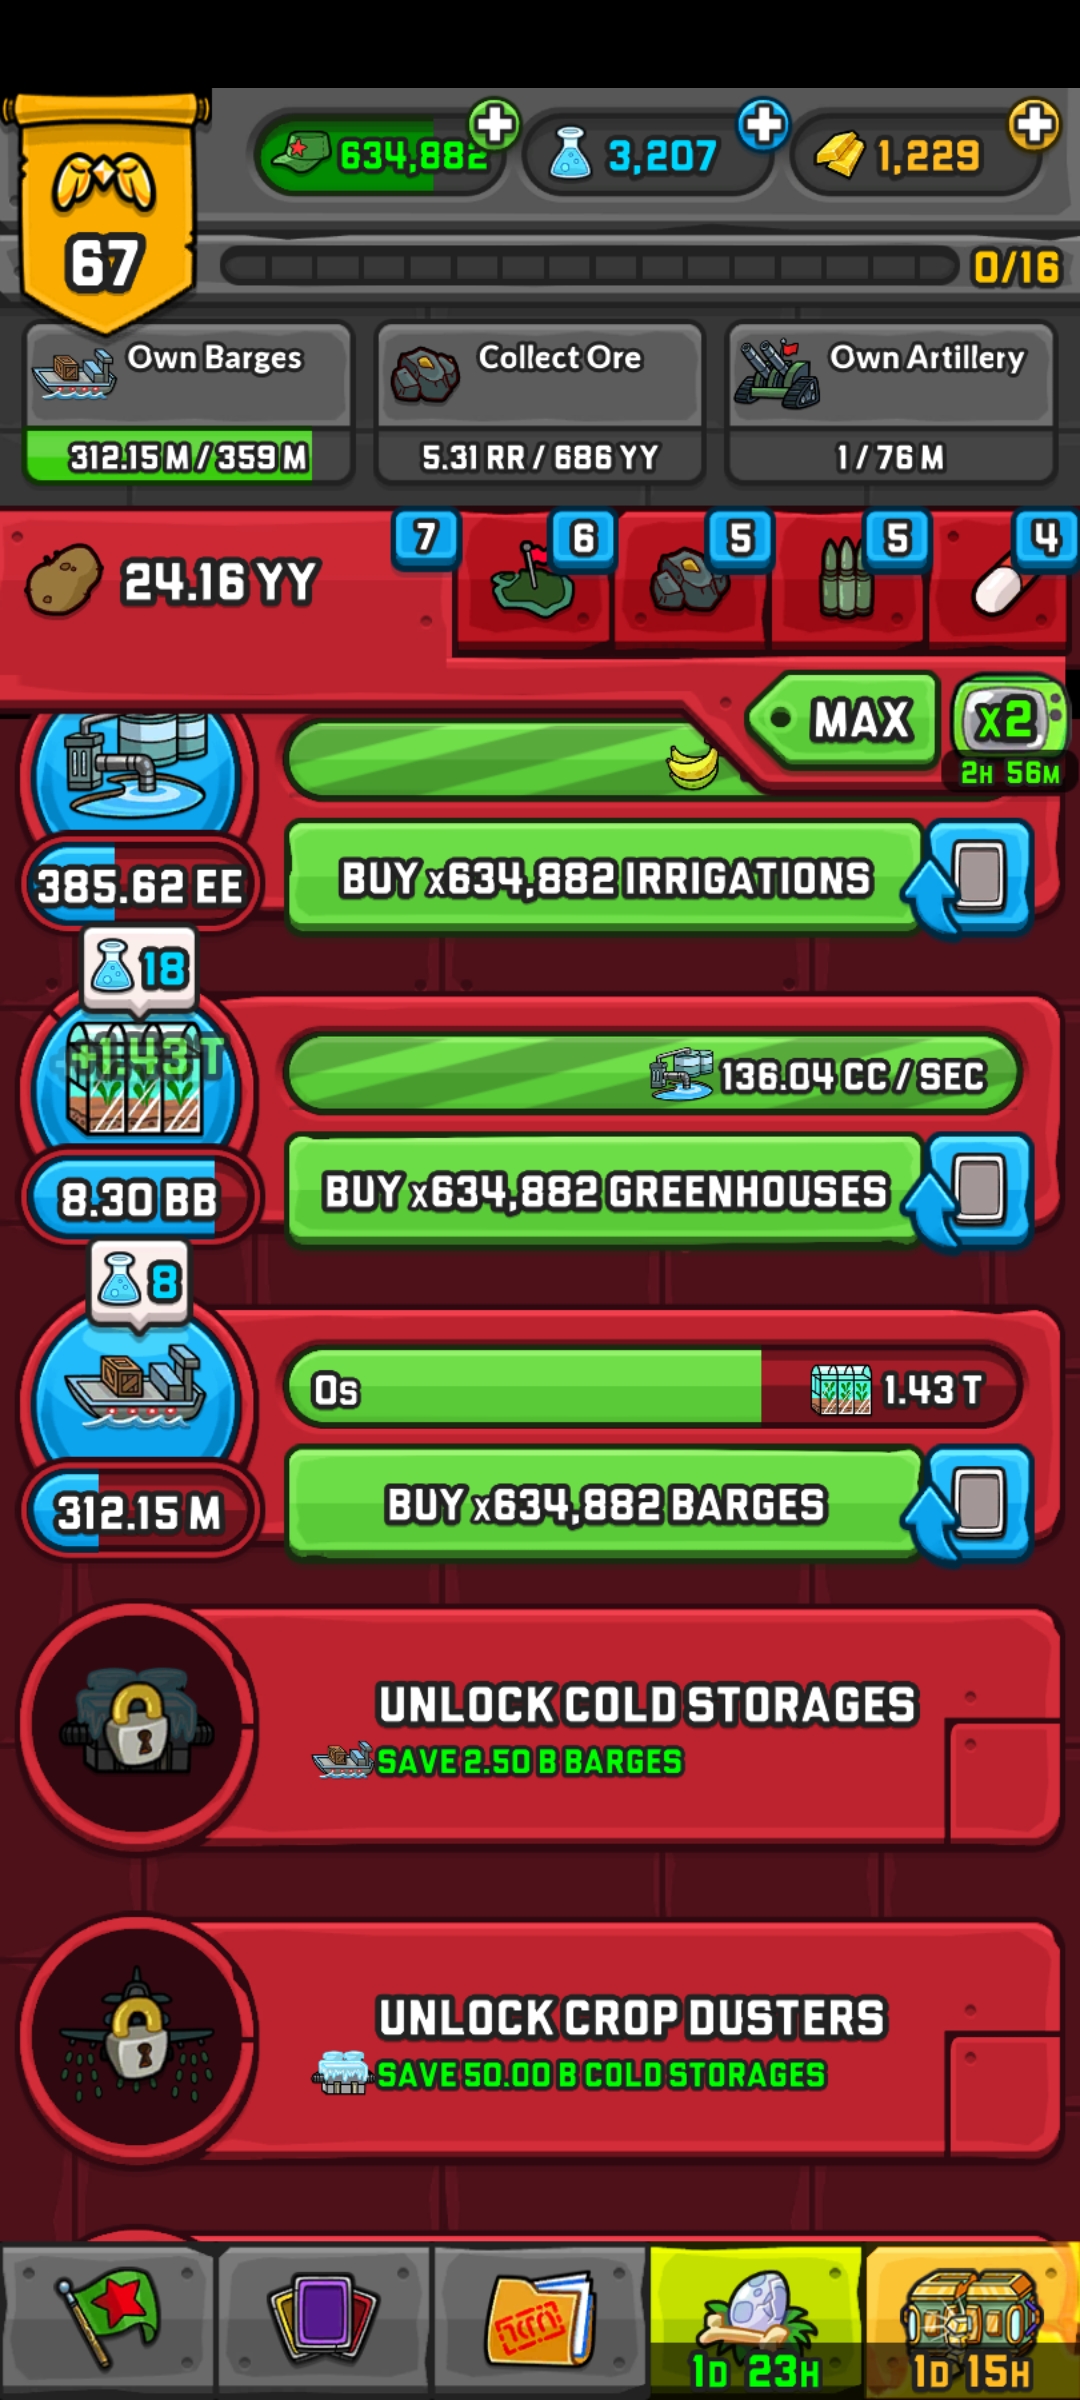 634,882
3,207
1,229
67
0/16
Own Barges
312.15 M / 359 M
Collect Ore
5.31 RR / 686 YY
Own Artillery
1 / 76 M
24.16 YY
7
6
5
5
4
MAX
x2
2H 56M
385.62 EE
BUY x634,882 IRRIGATIONS
18
+1.43 T
136.04 CC / SEC
8.30 BB
BUY x634,882 GREENHOUSES
8
0s
1.43 T
312.15 M
BUY x634,882 BARGES
UNLOCK COLD STORAGES
SAVE 2.50 B BARGES
UNLOCK CROP DUSTERS
SAVE 50.00 B COLD STORAGES
1D 23H
1D 15H